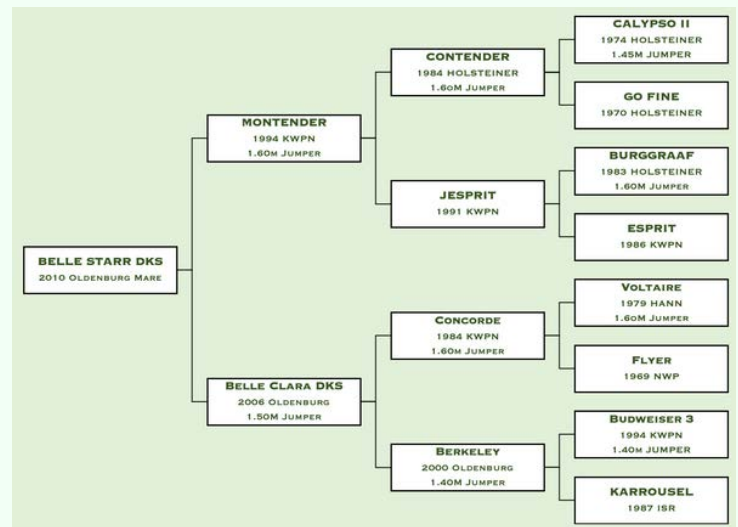 BELLE STARR DKS
2010 OLDENBURG MARE
MONTENDER
1994 KWPN
1.60M JUMPER
BELLE CLARA DKS
2006 OLDENBURG
1.50M JUMPER
CONTENDER
1984 HOLSTEINER
1.60M JUMPER
JESPRIT
1991 KWPN
CONCORDE
1984 KWPN
1.60M JUMPER
BERKELEY
2000 OLDENBURG
1.40M JUMPER
CALYPSO II
1974 HOLSTEINER
1.45M JUMPER
GO FINE
1970 HOLSTEINER
BURGGRAAF
1983 HOLSTEINER
1.60M JUMPER
ESPRIT
1986 KWPN
VOLTAIRE
1979 HANN
1.60M JUMPER
FLYER
1969 NWP
BUDWEISER 3
1994 KWPN
1.40M JUMPER
KARROUSEL
1987 ISR